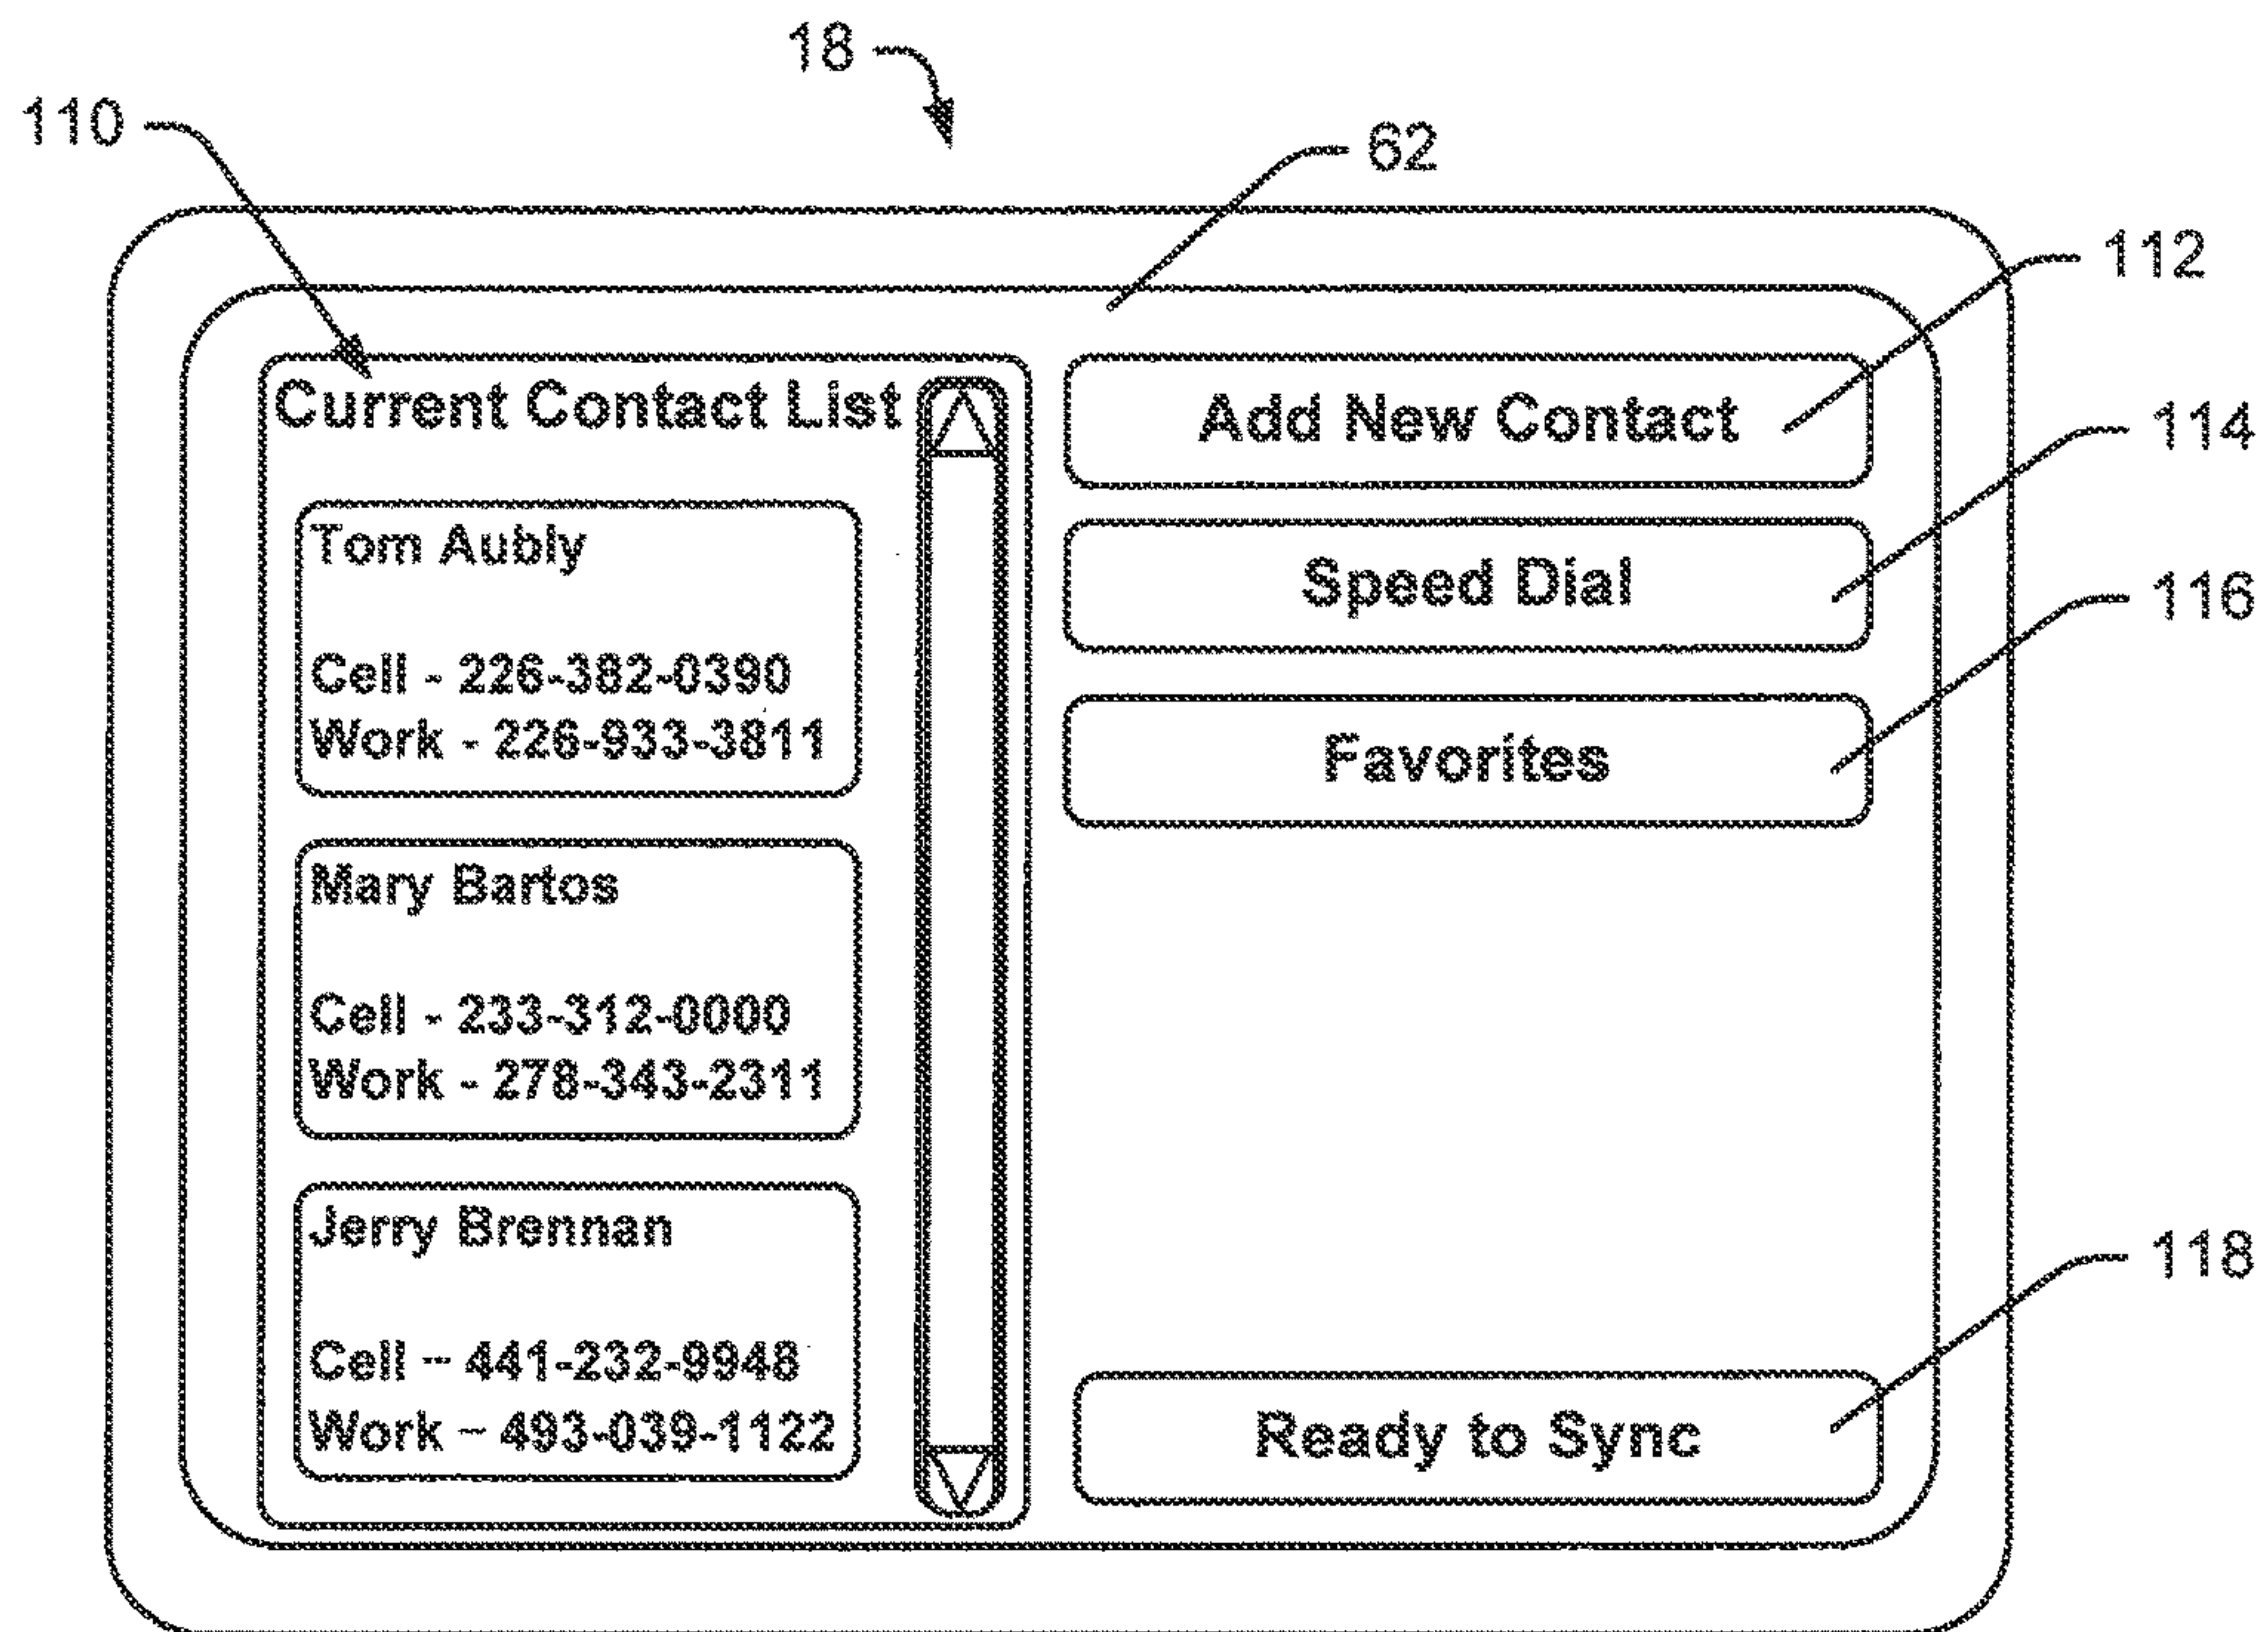 18
110
62
112
Current Contact List
Add New Contact
114
Tom Aubly
Speed Dial
116
Cell - 226-382-0390
Work - 226-933-3811
Favorites
Mary Bartos
Cell - 233-312-0000
Work - 278-343-2311
Jerry Brennan
118
Cell - 441-232-9948
Work - 493-039-1122
Ready to Sync